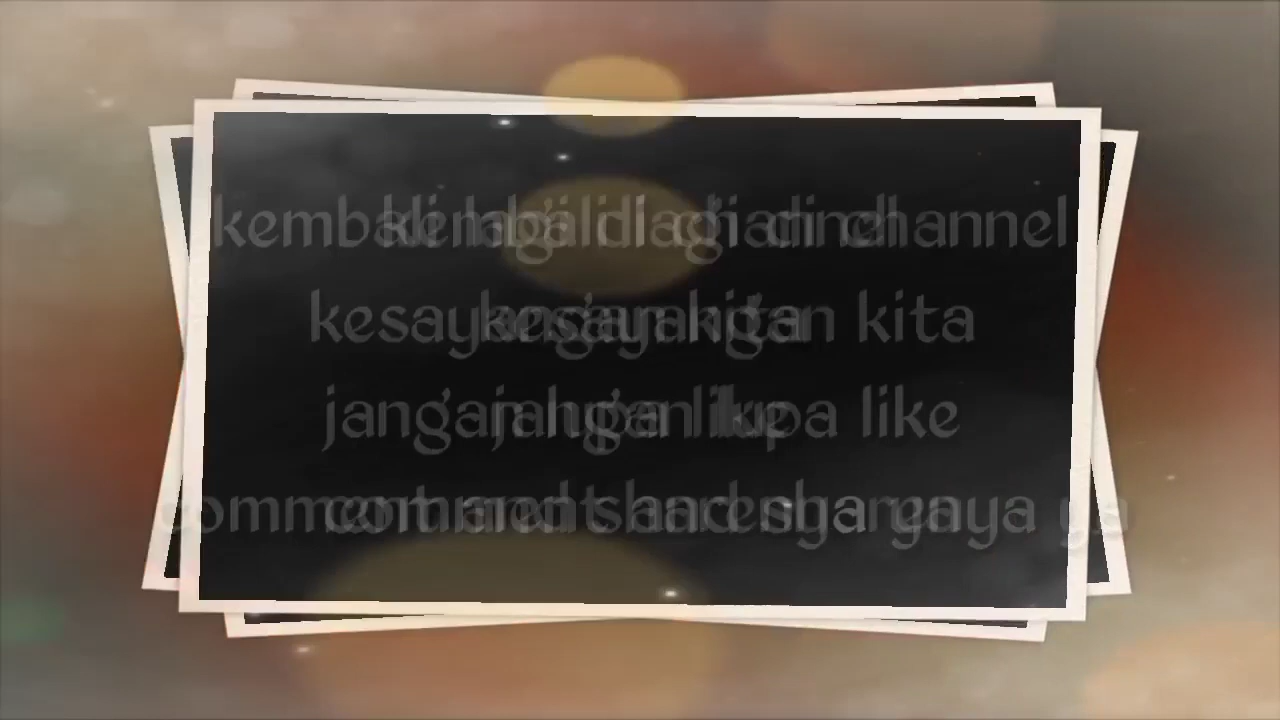 kembali lagi di channel
kesayangan kita
jangan lupa like
comment and share ya